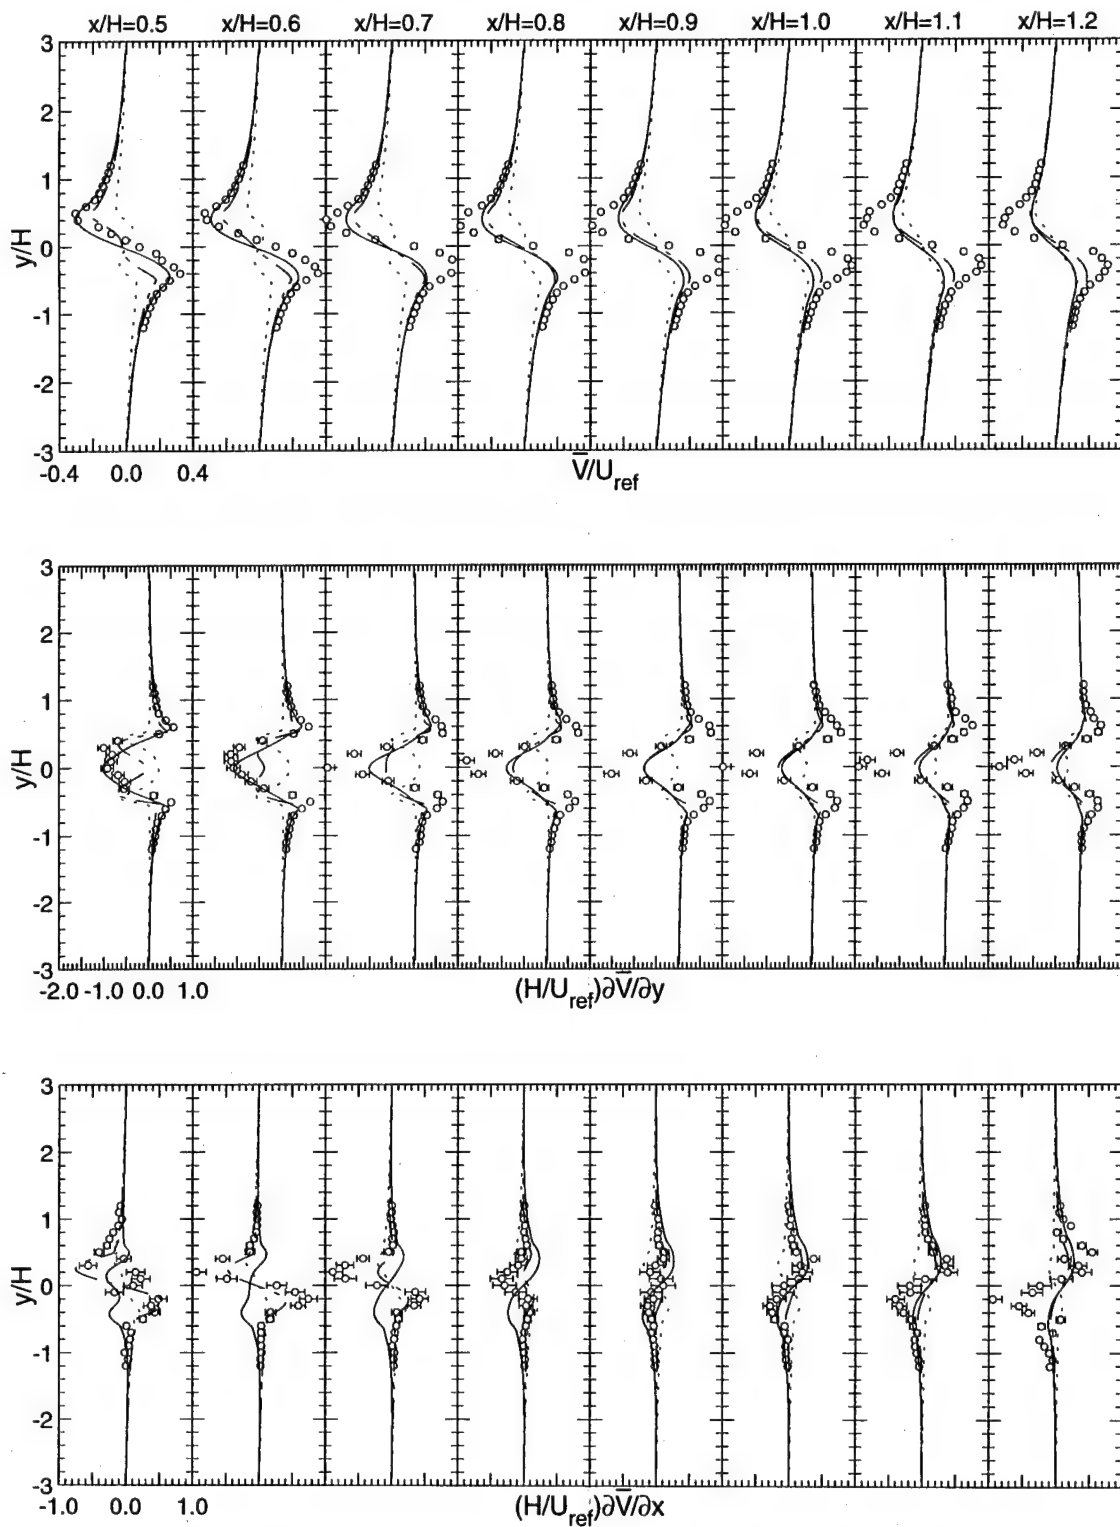 x/H=0.5 x/H=0.6 x/H=0.7 x/H=0.8 x/H=0.9 x/H=1.0 x/H=1.1 x/H=1.2
3
2
1
y/H
0
-1
-2
-3
-0.4 0.0 0.4
V̅/U_ref
3
2
1
y/H
0
-1
-2
-3
-2.0 -1.0 0.0 1.0
(H/U_ref)∂V̅/∂y
3
2
1
y/H
0
-1
-2
-3
-1.0 0.0 1.0
(H/U_ref)∂V̅/∂x